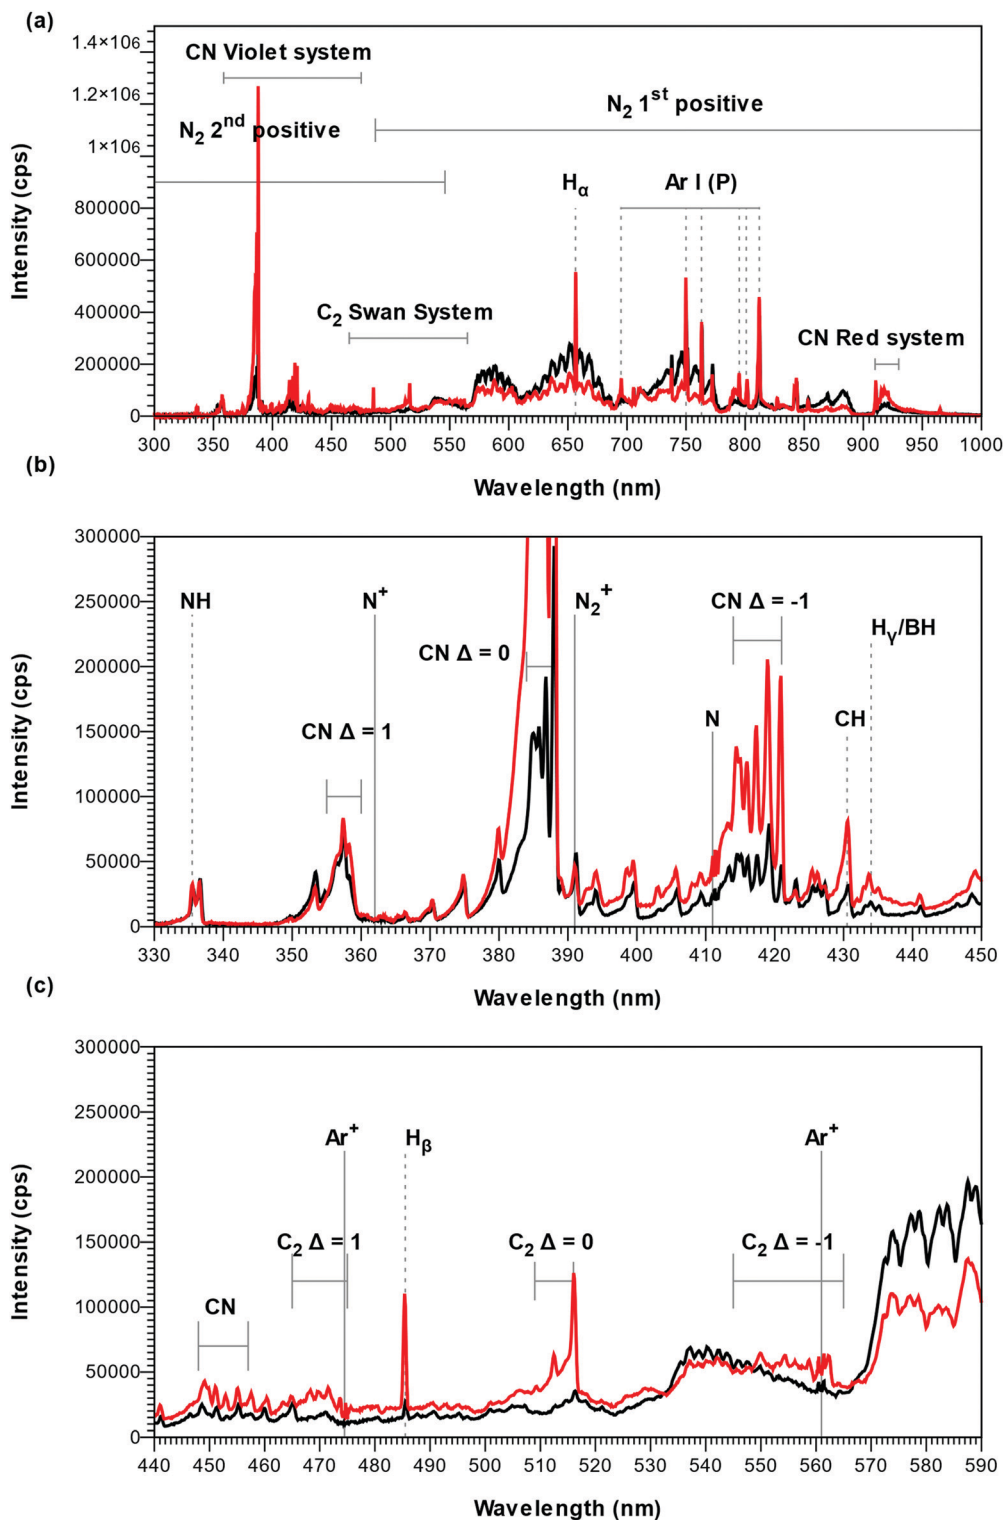 (a)
1.4×10⁶
1.2×10⁶
1×10⁶
800000
600000
400000
200000
0
Intensity (cps)
CN Violet system
N₂ 2ⁿᵈ positive
N₂ 1ˢᵗ positive
Hα
Ar I (P)
C₂ Swan System
CN Red system
300 350 400 450 500 550 600 650 700 750 800 850 900 950 1000
Wavelength (nm)
(b)
300000
250000
200000
150000
100000
50000
0
Intensity (cps)
NH
N⁺
N₂⁺
CN Δ = -1
Hγ/BH
CN Δ = 0
CN Δ = 1
N
CH
330 340 350 360 370 380 390 400 410 420 430 440 450
Wavelength (nm)
(c)
300000
250000
200000
150000
100000
50000
0
Intensity (cps)
Ar⁺
Hβ
Ar⁺
C₂ Δ = 1
C₂ Δ = 0
C₂ Δ = -1
CN
440 450 460 470 480 490 500 510 520 530 540 550 560 570 580 590
Wavelength (nm)